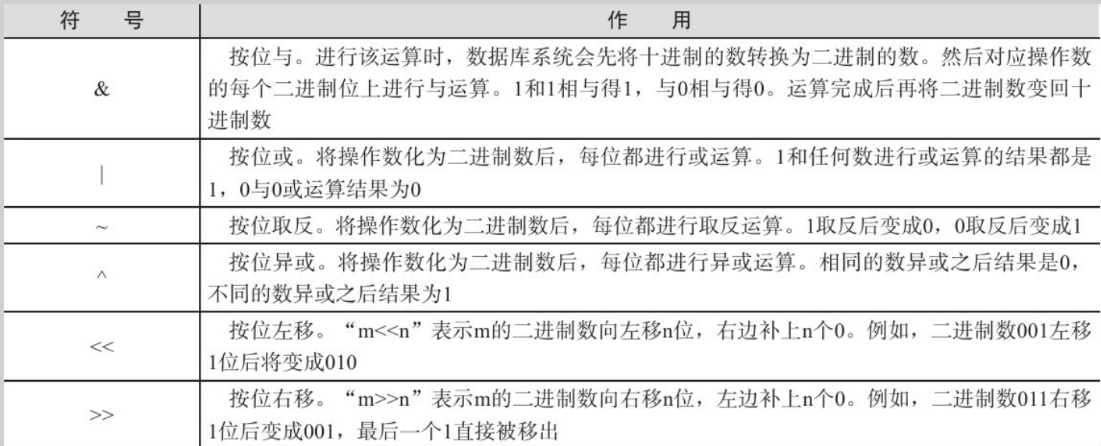 符 号 作 用
按位与。进行该运算时，数据库系统会先将十进制的数转换为二进制的数。然后对应操作数
& 的每个二进制位上进行与运算。1和1相与得1，与0相与得0。运算完成后再将二进制数变回十
进制数
按位或。将操作数化为二进制数后，每位都进行或运算。1和任何数进行或运算的结果都是
| 1，0与0或运算结果为0
~ 按位取反。将操作数化为二进制数后，每位都进行取反运算。1取反后变成0，0取反后变成1
按位异或。将操作数化为二进制数后，每位都进行异或运算。相同的数异或之后结果是0，
^ 不同的数异或之后结果为1
按位左移。“m<<n”表示m的二进制数向左移n位，右边补上n个0。例如，二进制数001左移
<< 1位后将变成010
按位右移。“m>>n”表示m的二进制数向右移n位，左边补上n个0。例如，二进制数011右移
>> 1位后变成001，最后一个1直接被移出